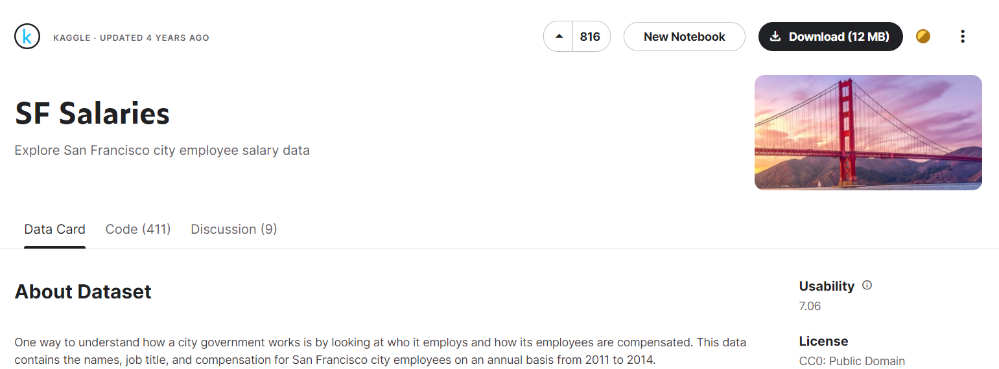 k KAGGLE · UPDATED 4 YEARS AGO
816
New Notebook
Download (12 MB)
SF Salaries
Explore San Francisco city employee salary data
Data Card
Code (411)
Discussion (9)
About Dataset
One way to understand how a city government works is by looking at who it employs and how its employees are compensated. This data
contains the names, job title, and compensation for San Francisco city employees on an annual basis from 2011 to 2014.
Usability
7.06
License
CC0: Public Domain